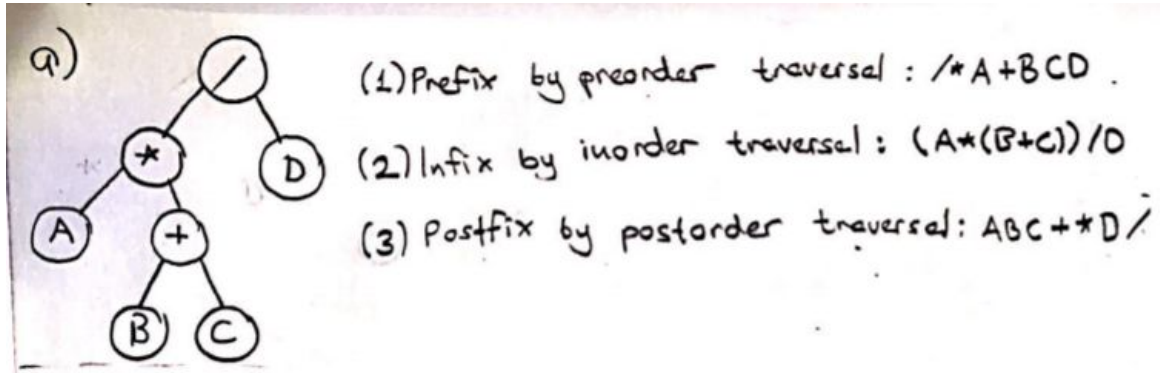 a)
/
(1) Prefix by preorder traversal : /*A+BCD .
*
D
(2) Infix by inorder traversal : (A*(B+C))/D
A
+
(3) Postfix by postorder traversal: ABC+*D/
B
C